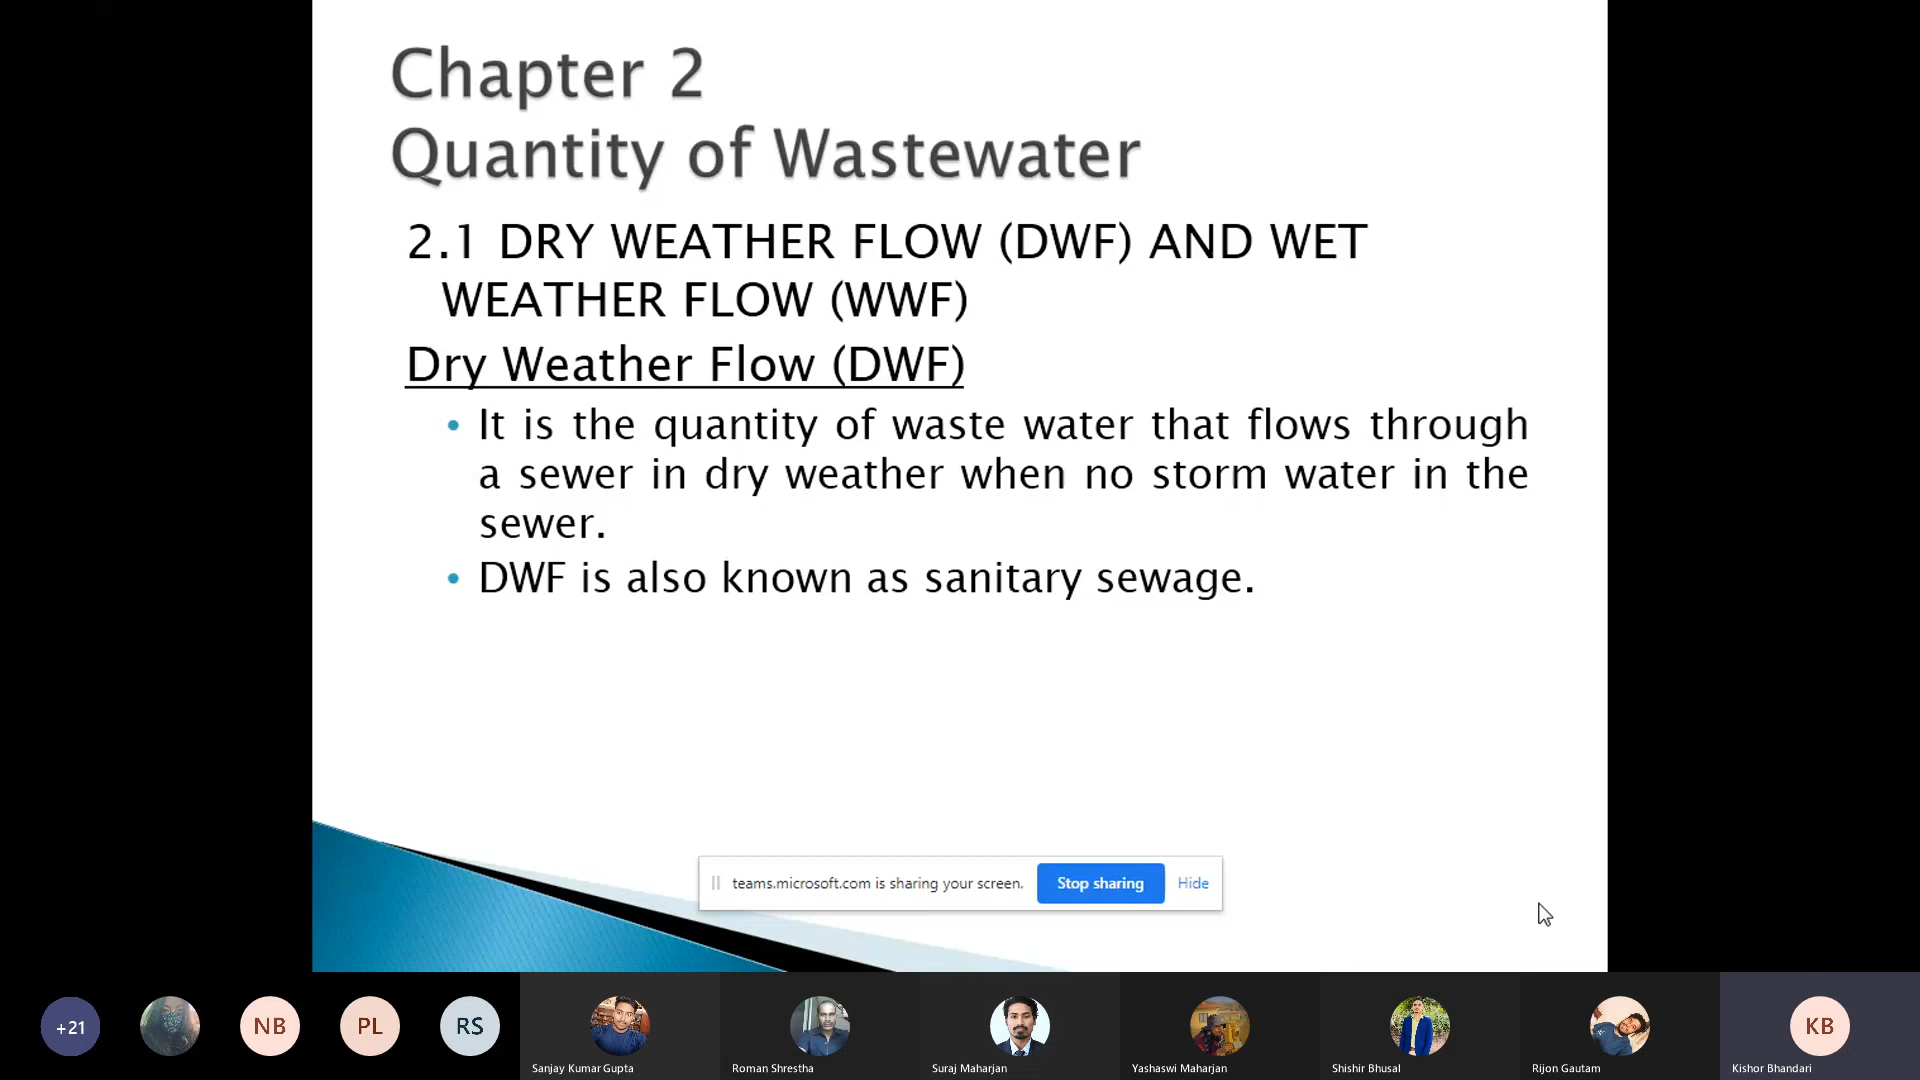 Chapter 2
Quantity of Wastewater
2.1 DRY WEATHER FLOW (DWF) AND WET
WEATHER FLOW (WWF)
Dry Weather Flow (DWF)
• It is the quantity of waste water that flows through
a sewer in dry weather when no storm water in the
sewer.
• DWF is also known as sanitary sewage.
teams.microsoft.com is sharing your screen. Stop sharing Hide
+21 NB PL RS KB
Sanjay Kumar Gupta Roman Shrestha Suraj Maharjan Yashaswi Maharjan Shishir Bhusal Rijon Gautam Kishor Bhandari